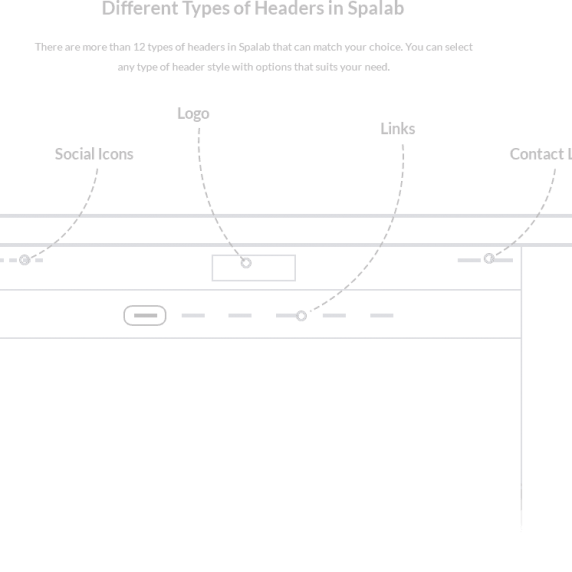 Different Types of Headers in Spalab
There are more than 12 types of headers in Spalab that can match your choice. You can select
any type of header style with options that suits your need.
Logo
Links
Social Icons
Contact L